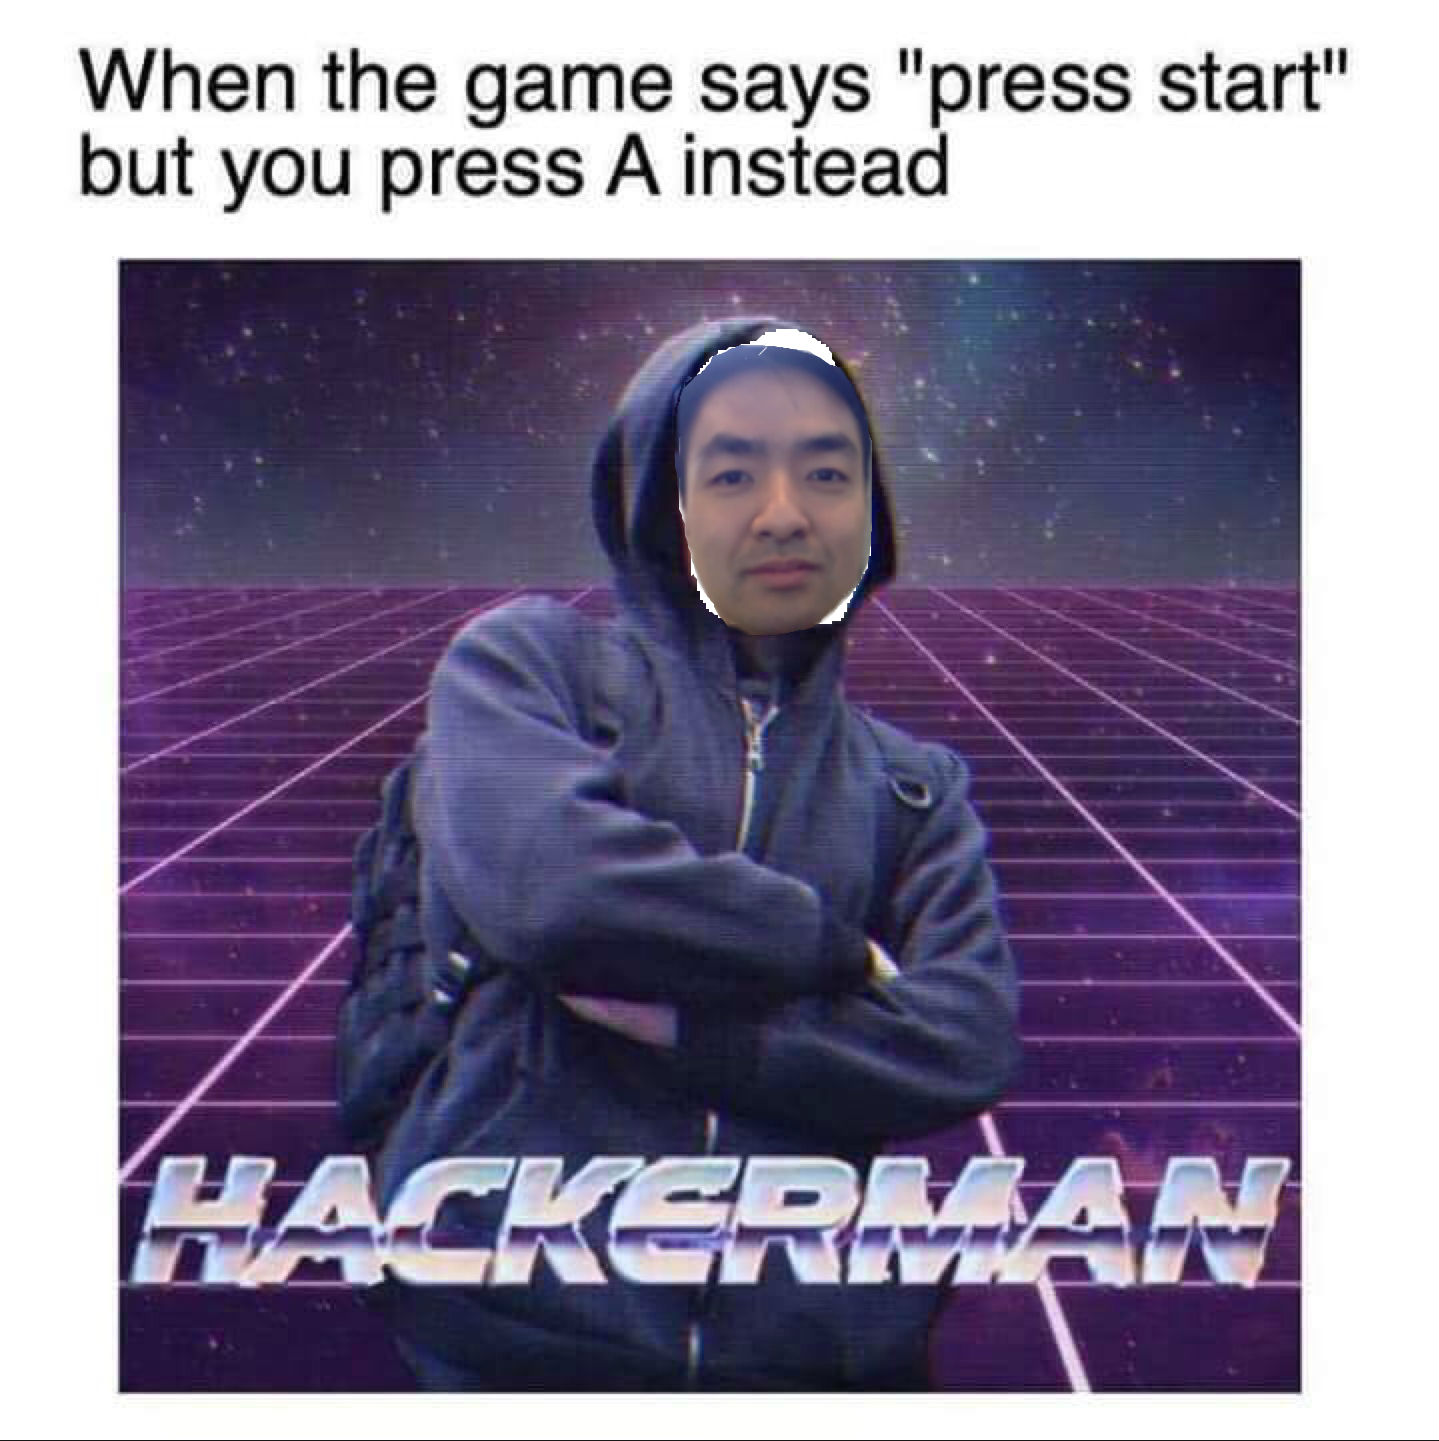 When the game says "press start"
but you press A instead
HACKERMAN